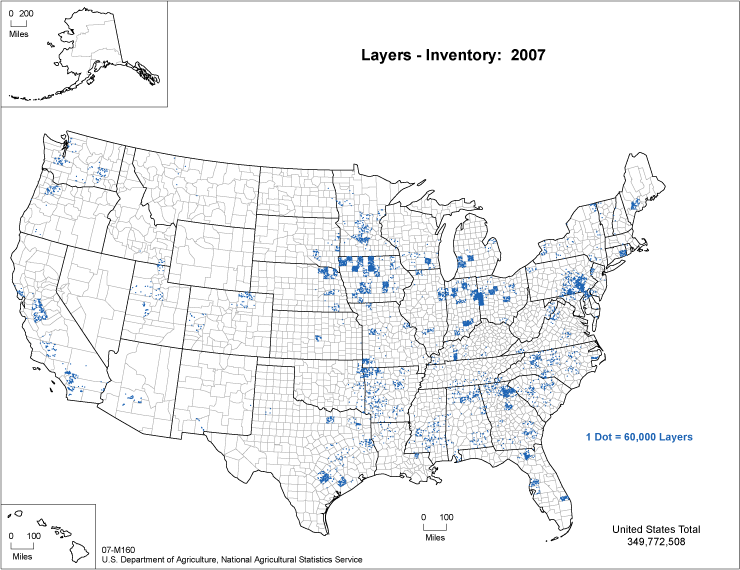 0 200
Miles
Layers - Inventory: 2007
1 Dot = 60,000 Layers
0 100
Miles
United States Total
349,772,508
0 100
Miles
07-M160
U.S. Department of Agriculture, National Agricultural Statistics Service